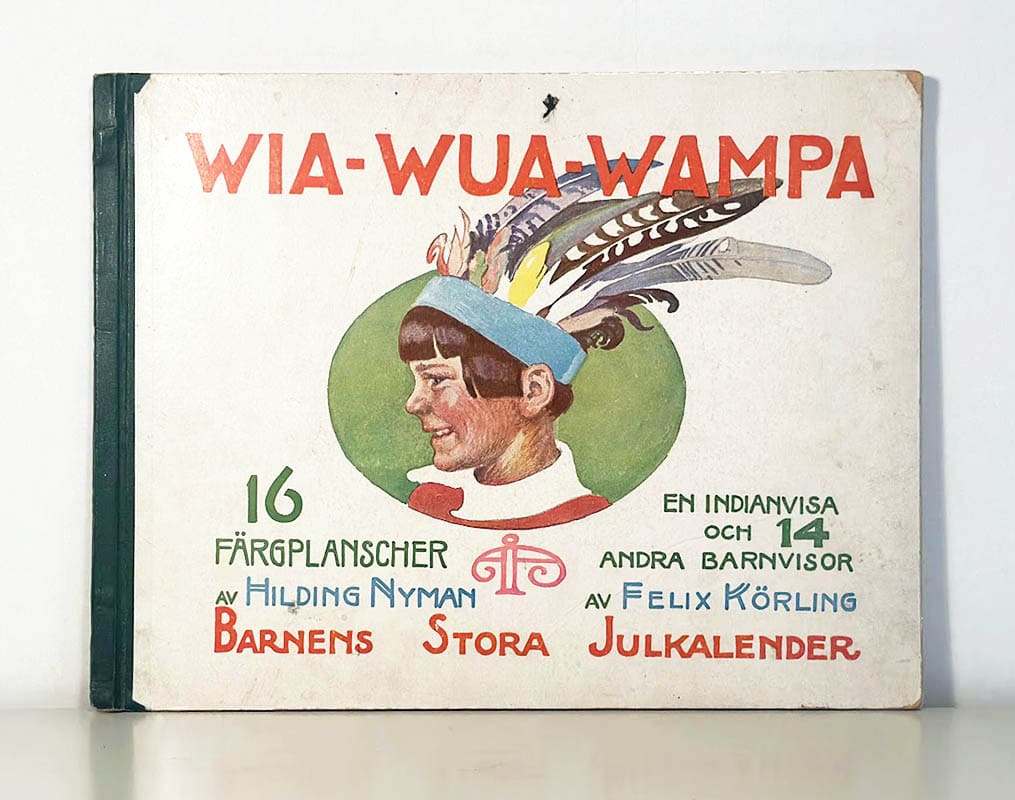 WIA-WUA-WAMPA
16
FÄRGPLANSCHER
AV HILDING NYMAN
EN INDIANVISA
OCH 14
ANDRA BARNVISOR
AV FELIX KÖRLING
BARNENS STORA JULKALENDER